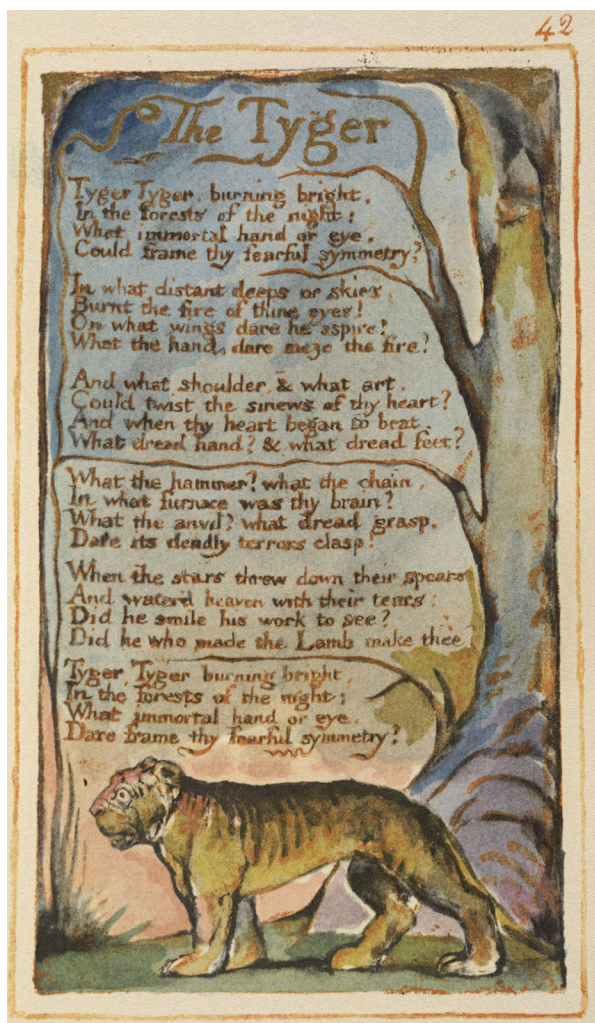 42
The Tyger
Tyger Tyger, burning bright,
In the forests of the night;
What immortal hand or eye,
Could frame thy fearful symmetry?
In what distant deeps or skies,
Burnt the fire of thine eyes!
On what wings dare he aspire!
What the hand, dare sieze the fire?
And what shoulder, & what art,
Could twist the sinews of thy heart?
And when thy heart began to beat,
What dread hand? & what dread feet?
What the hammer? what the chain,
In what furnace was thy brain?
What the anvil? what dread grasp,
Dare its deadly terrors clasp!
When the stars threw down their spears
And water'd heaven with their tears:
Did he smile his work to see?
Did he who made the Lamb make thee?
Tyger Tyger burning bright,
In the forests of the night;
What immortal hand or eye,
Dare frame thy fearful symmetry?